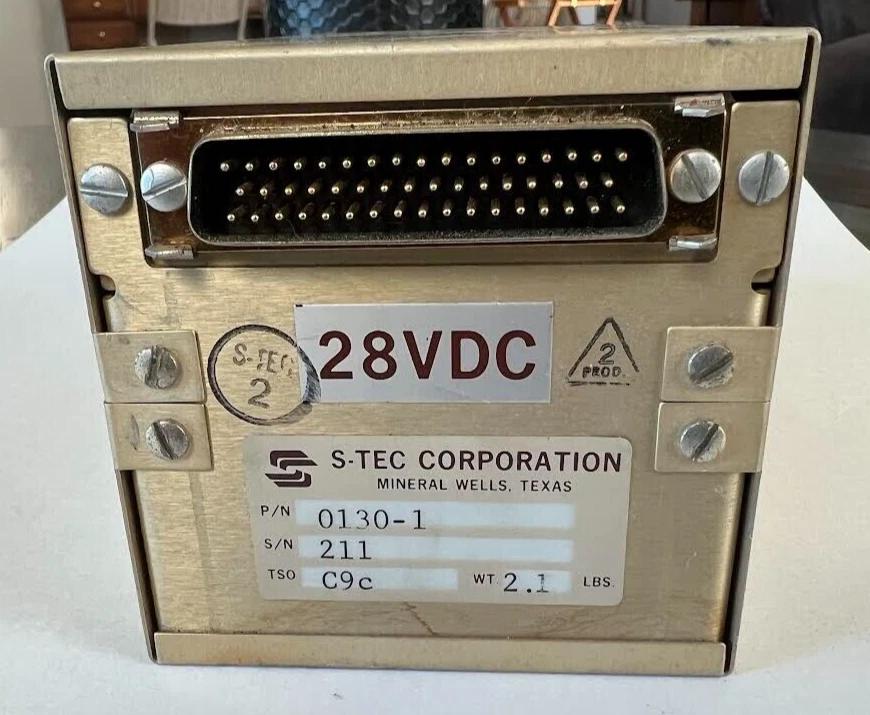 28VDC
S-TEC
2
2
PROD.
S-TEC CORPORATION
MINERAL WELLS, TEXAS
P/N 0130-1
S/N 211
TSO C9c WT. 2.1 LBS.